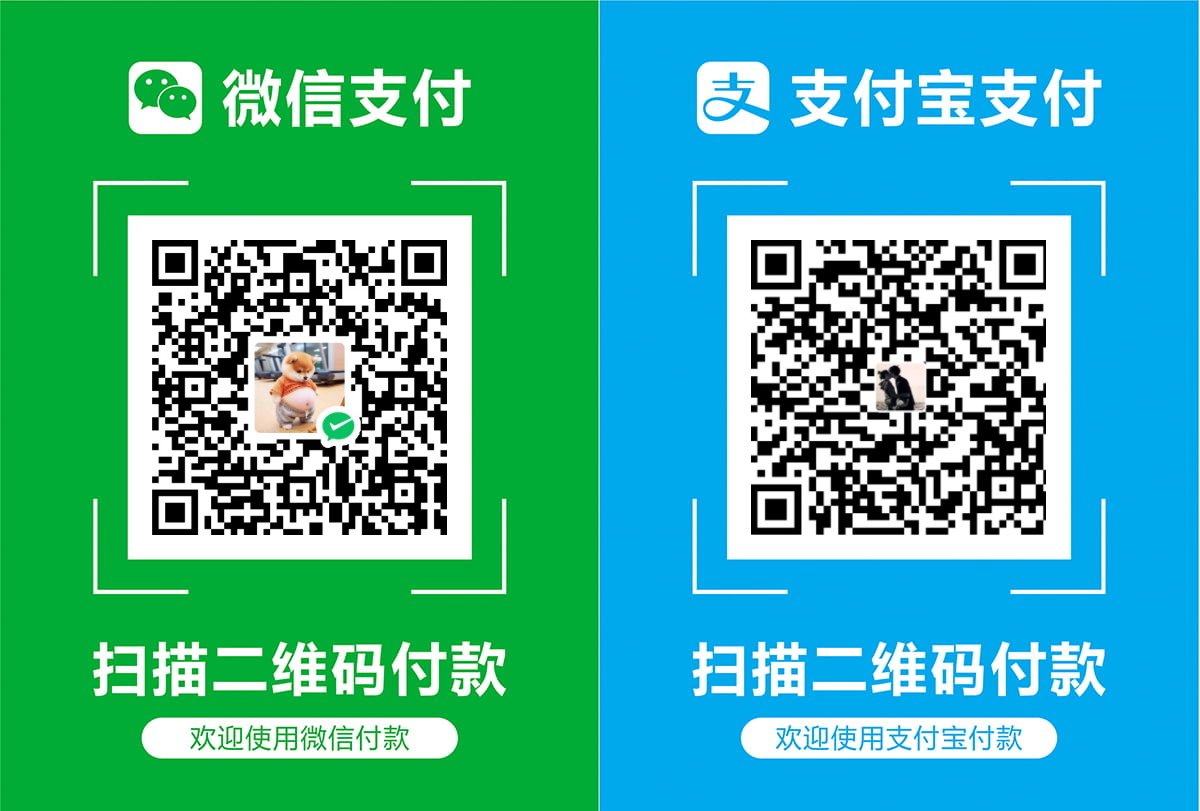 微信支付
扫描二维码付款
欢迎使用微信付款
支 支付宝支付
扫描二维码付款
欢迎使用支付宝付款